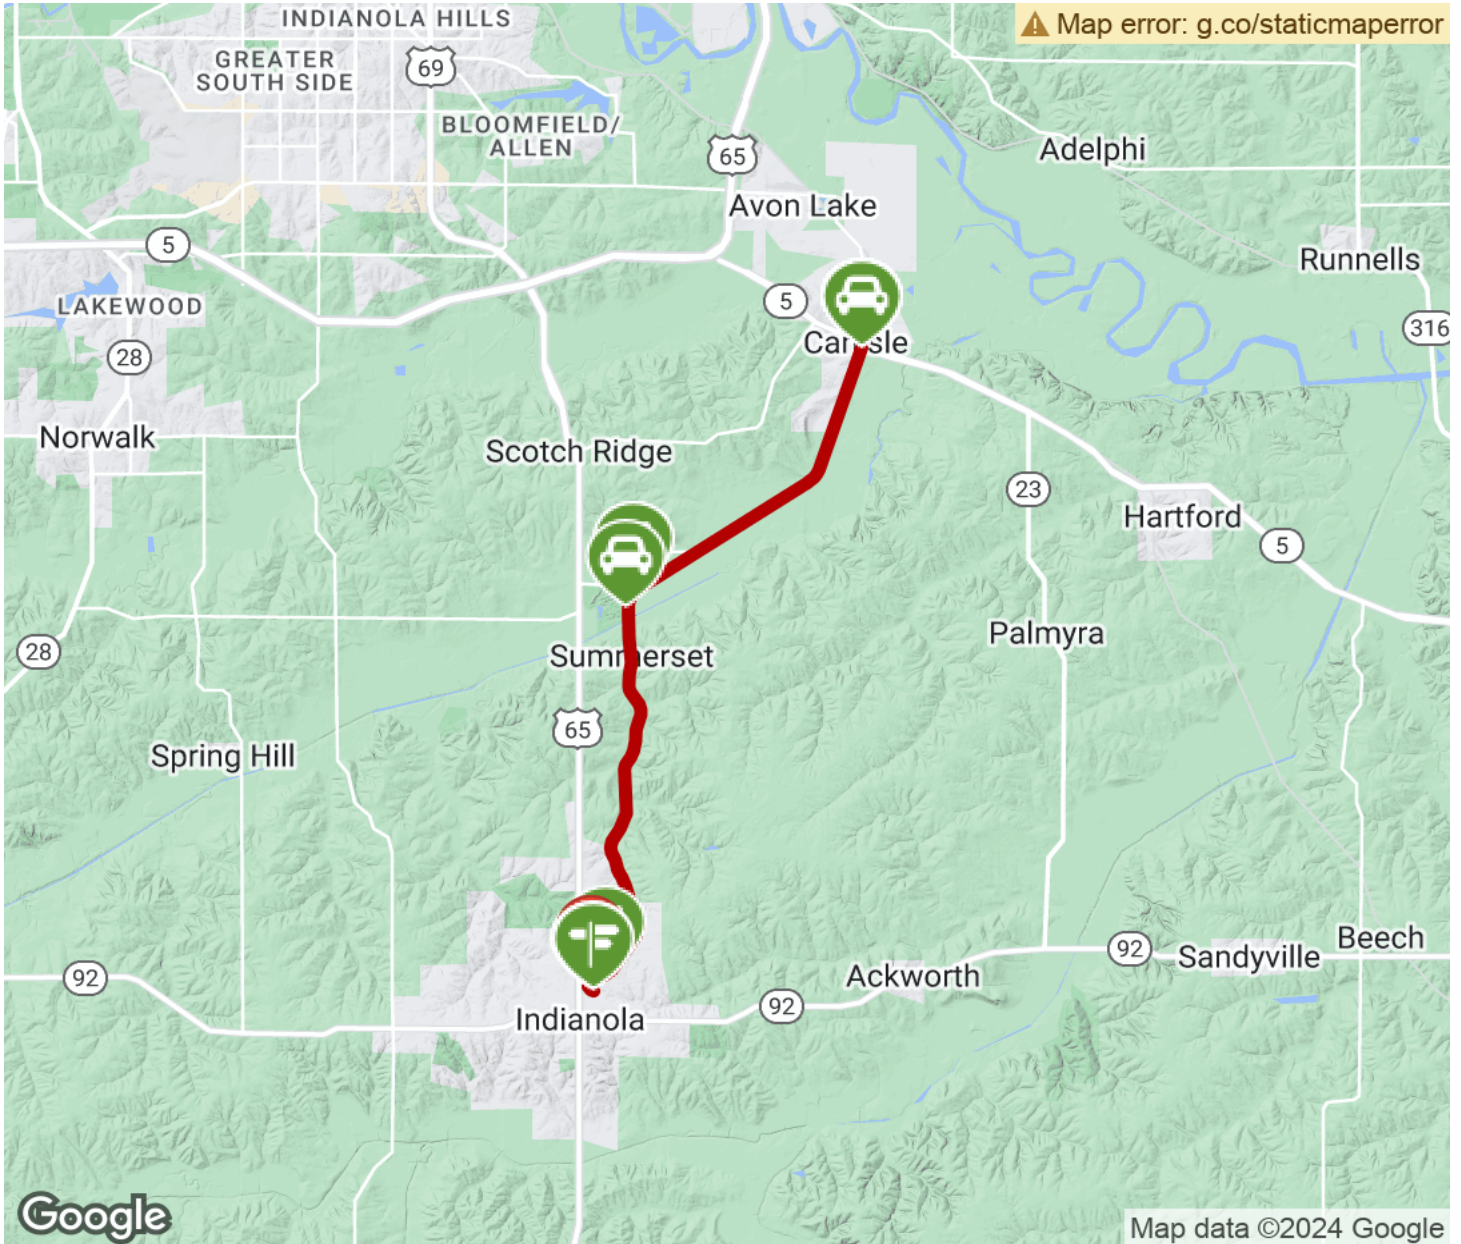 INDIANOLA HILLS
Map error: g.co/staticmaperror
GREATER
SOUTH SIDE
69
BLOOMFIELD/
ALLEN
65
Adelphi
Avon Lake
5
Runnells
LAKEWOOD
5
316
28
Carlisle
Norwalk
Scotch Ridge
23
Hartford
5
28
Palmyra
Summerset
65
Spring Hill
92
92
Sandyville
Beech
Ackworth
92
Indianola
Google
Map data ©2024 Google